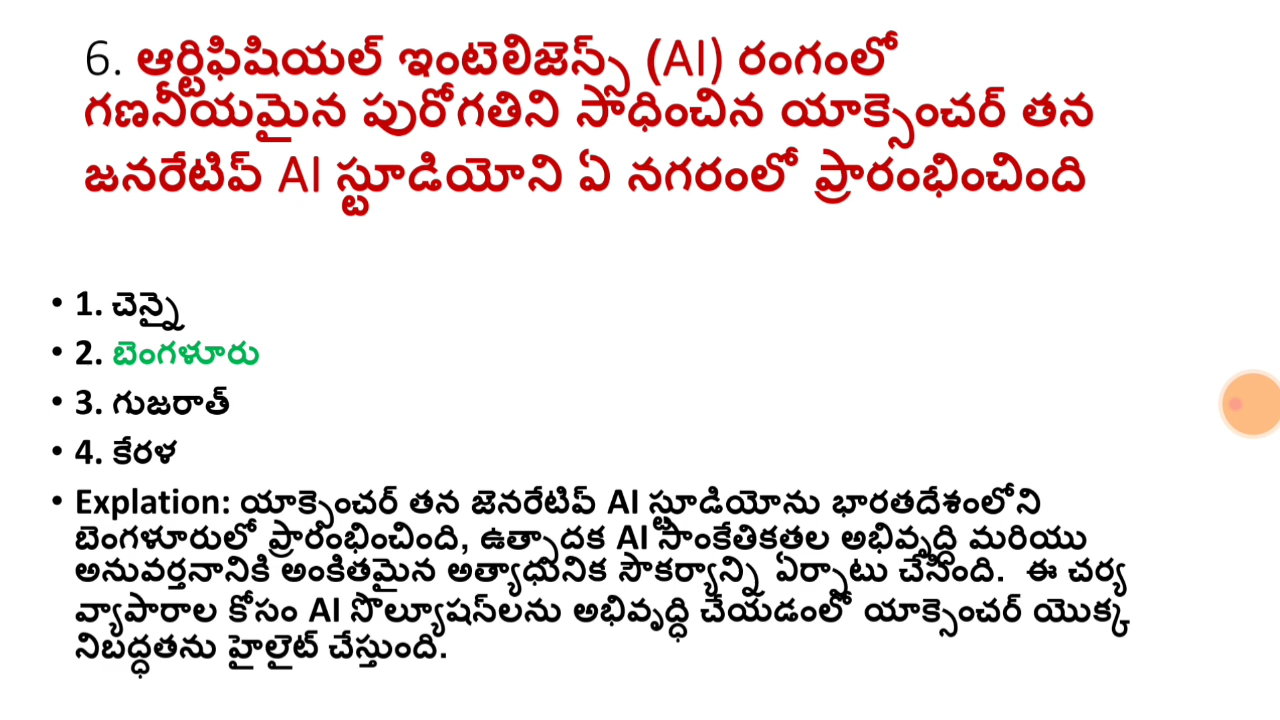 6. ఆర్టిఫిషియల్ ఇంటెలిజెన్స్ (AI) రంగంలో
గణనీయమైన పురోగతిని సాధించిన యాక్సెంచర్ తన
జనరేటివ్ AI స్టూడియోని ఏ నగరంలో ప్రారంభించింది
• 1. చెన్నై
• 2. బెంగళూరు
• 3. గుజరాత్
• 4. కేరళ
• Explation: యాక్సెంచర్ తన జెనరేటివ్ AI స్టూడియోను భారతదేశంలోని
బెంగళూరులో ప్రారంభించింది, ఉత్పాదక AI సాంకేతికతల అభివృద్ధి మరియు
అనువర్తనానికి అంకితమైన అత్యాధునిక సౌకర్యాన్ని ఏర్పాటు చేసింది. ఈ చర్య
వ్యాపారాల కోసం AI సొల్యూషన్‌లను అభివృద్ధి చేయడంలో యాక్సెంచర్ యొక్క
నిబద్ధతను హైలైట్ చేస్తుంది.